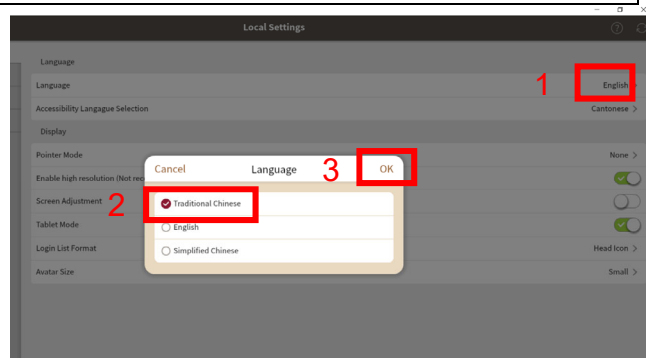 Local Settings
Language
Language English >
1
Accessibility Langague Selection Cantonese >
Display
Pointer Mode None >
Cancel Language OK
3
Enable high resolution (Not rec
Traditional Chinese
2
Screen Adjustment
Tablet Mode
English
Login List Format Head Icon >
Simplified Chinese
Avatar Size Small >